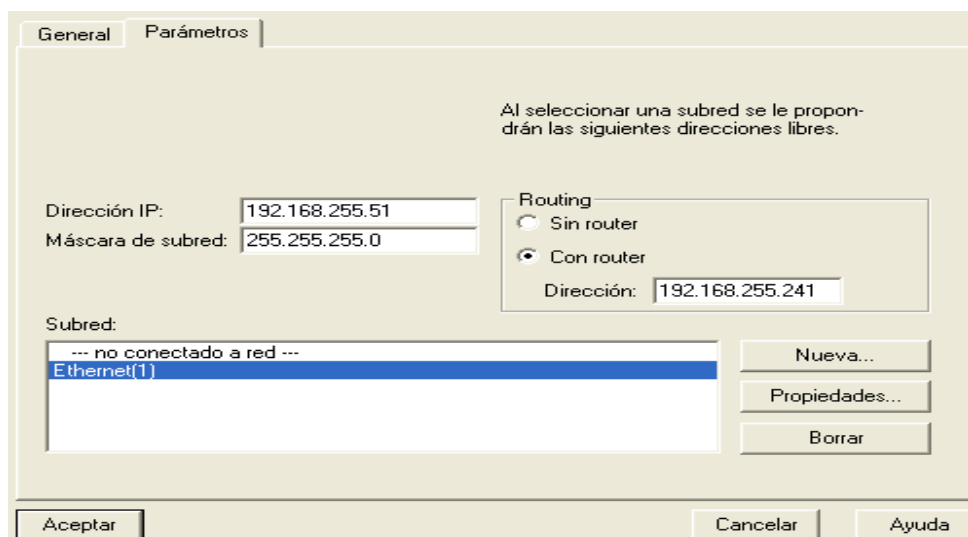 General
Parámetros
Al seleccionar una subred se le propon-
drán las siguientes direcciones libres.
Dirección IP: 192.168.255.51
Máscara de subred: 255.255.255.0
Routing
Sin router
Con router
Dirección: 192.168.255.241
Subred:
--- no conectado a red ---
Ethernet(1)
Nueva...
Propiedades...
Borrar
Aceptar
Cancelar
Ayuda